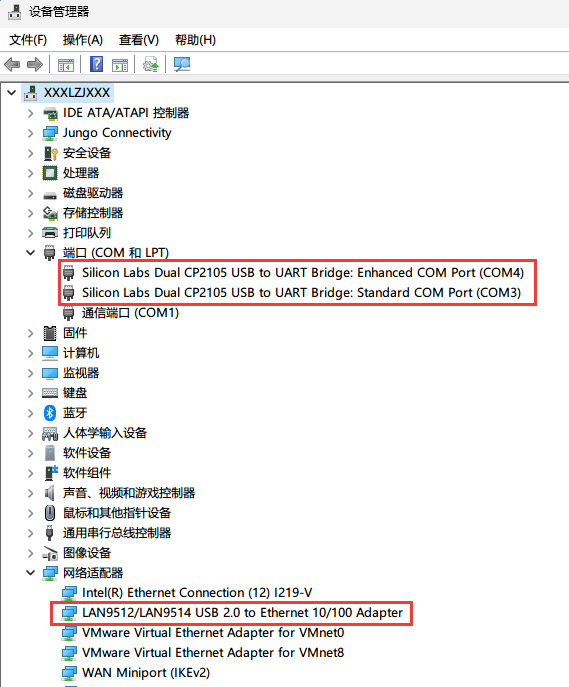 设备管理器
文件(F) 操作(A) 查看(V) 帮助(H)
XXXLZJXXX
IDE ATA/ATAPI 控制器
Jungo Connectivity
安全设备
处理器
磁盘驱动器
存储控制器
打印队列
端口 (COM 和 LPT)
Silicon Labs Dual CP2105 USB to UART Bridge: Enhanced COM Port (COM4)
Silicon Labs Dual CP2105 USB to UART Bridge: Standard COM Port (COM3)
通信端口 (COM1)
固件
计算机
监视器
键盘
蓝牙
人体学输入设备
软件设备
软件组件
声音、视频和游戏控制器
鼠标和其他指针设备
通用串行总线控制器
图像设备
网络适配器
Intel(R) Ethernet Connection (12) I219-V
LAN9512/LAN9514 USB 2.0 to Ethernet 10/100 Adapter
VMware Virtual Ethernet Adapter for VMnet0
VMware Virtual Ethernet Adapter for VMnet8
WAN Miniport (IKEv2)